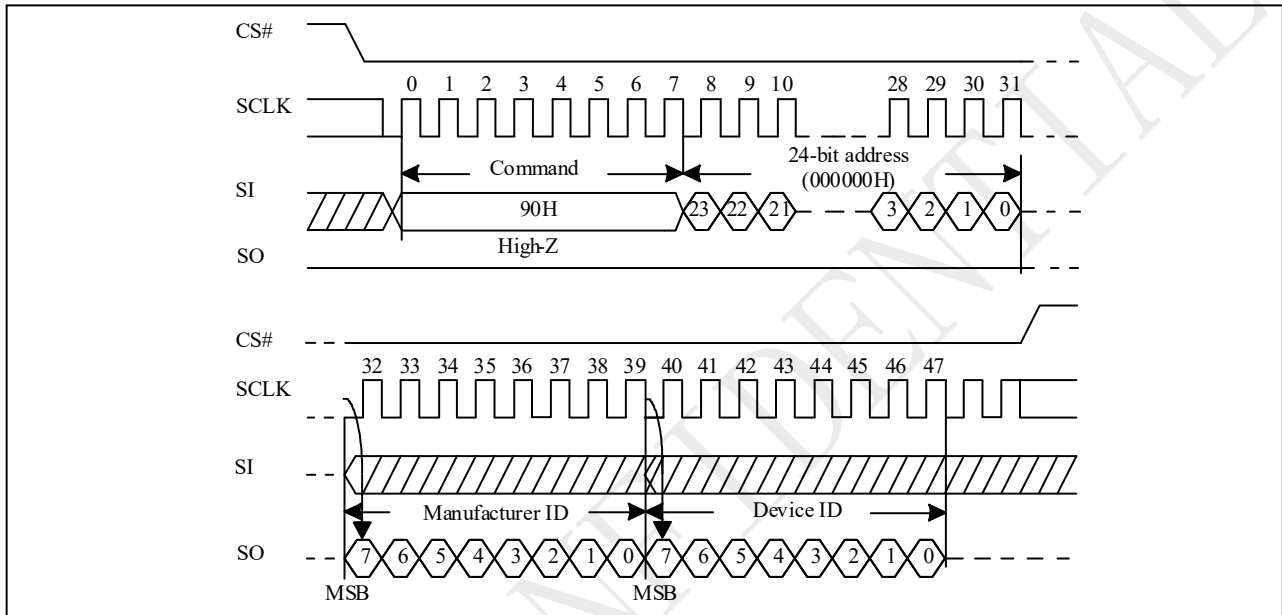 CS#
0 1 2 3 4 5 6 7 8 9 10 28 29 30 31
SCLK
Command
24-bit address
(000000H)
SI
90H
23 22 21 3 2 1 0
High-Z
SO
CS#
32 33 34 35 36 37 38 39 40 41 42 43 44 45 46 47
SCLK
SI
Manufacturer ID Device ID
SO
7 6 5 4 3 2 1 0 7 6 5 4 3 2 1 0
MSB MSB
NFIDENTIAL